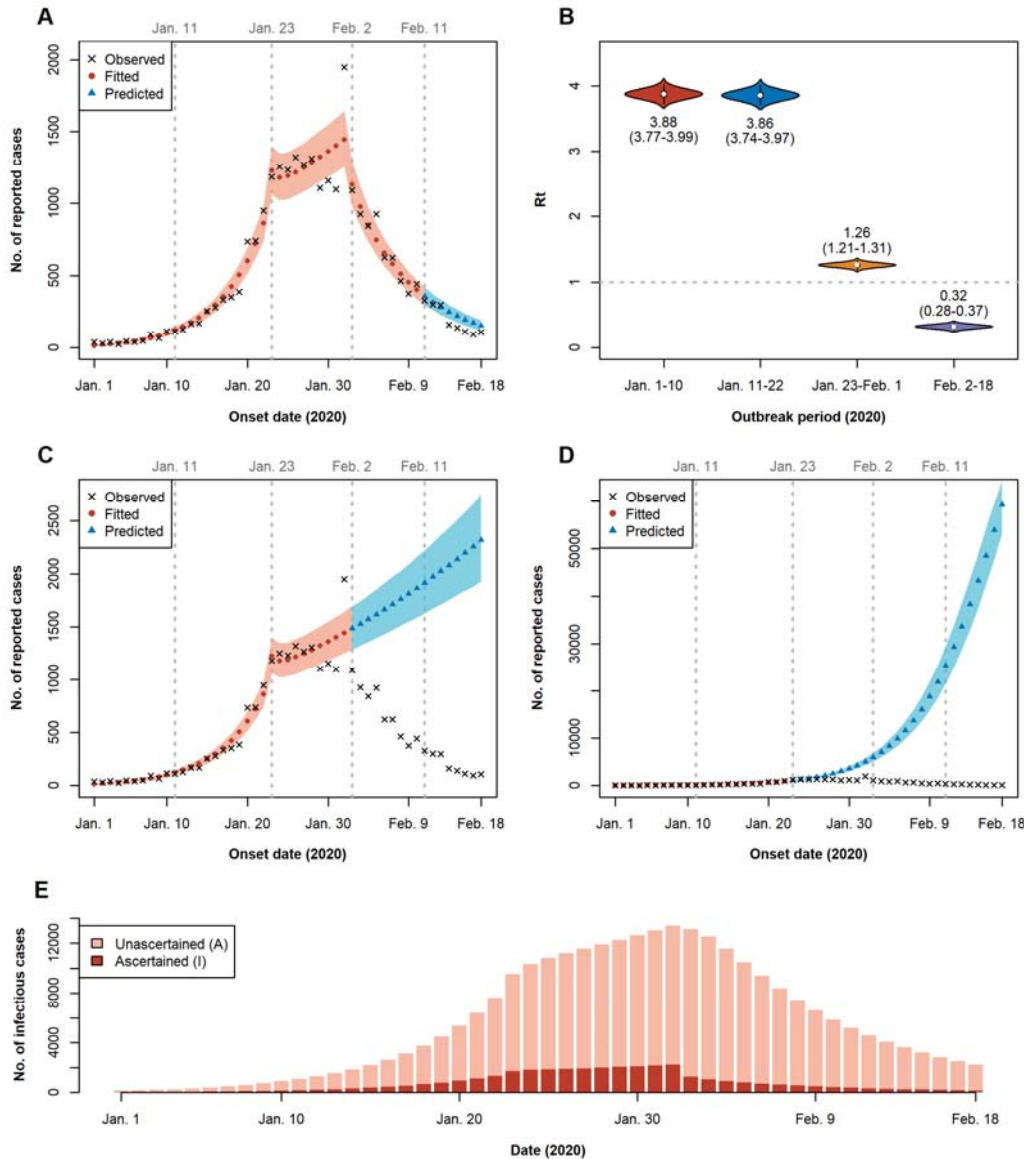 A
Jan. 11 Jan. 23 Feb. 2 Feb. 11
Observed
Fitted
Predicted
No. of reported cases
2000
1500
1000
500
0
Jan. 1 Jan. 10 Jan. 20 Jan. 30 Feb. 9 Feb. 18
Onset date (2020)
B
Rt
4
3
2
1
0
3.88
(3.77-3.99)
3.86
(3.74-3.97)
1.26
(1.21-1.31)
0.32
(0.28-0.37)
Jan. 1-10 Jan. 11-22 Jan. 23-Feb. 1 Feb. 2-18
Outbreak period (2020)
C
Jan. 11 Jan. 23 Feb. 2 Feb. 11
Observed
Fitted
Predicted
No. of reported cases
2500
2000
1500
1000
500
0
Jan. 1 Jan. 10 Jan. 20 Jan. 30 Feb. 9 Feb. 18
Onset date (2020)
D
Jan. 11 Jan. 23 Feb. 2 Feb. 11
Observed
Fitted
Predicted
No. of reported cases
50000
30000
10000
0
Jan. 1 Jan. 10 Jan. 20 Jan. 30 Feb. 9 Feb. 18
Onset date (2020)
E
Unascertained (A)
Ascertained (I)
No. of infectious cases
12000
8000
4000
0
Jan. 1 Jan. 10 Jan. 20 Jan. 30 Feb. 9 Feb. 18
Date (2020)